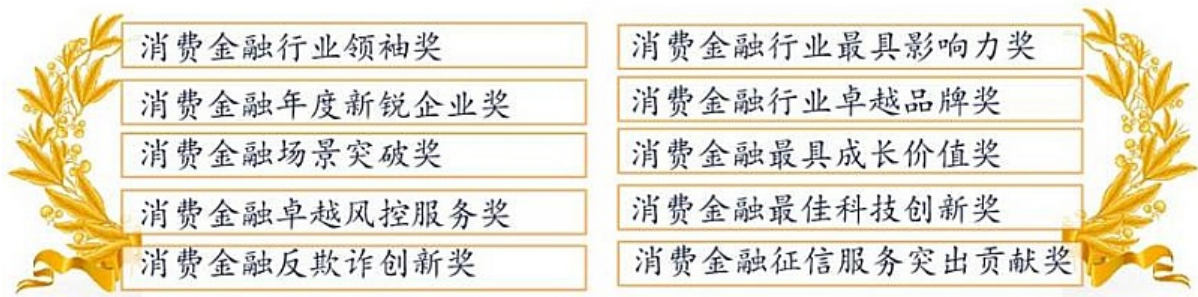 消费金融行业领袖奖
消费金融年度新锐企业奖
消费金融场景突破奖
消费金融卓越风控服务奖
消费金融反欺诈创新奖
消费金融行业最具影响力奖
消费金融行业卓越品牌奖
消费金融最具成长价值奖
消费金融最佳科技创新奖
消费金融征信服务突出贡献奖